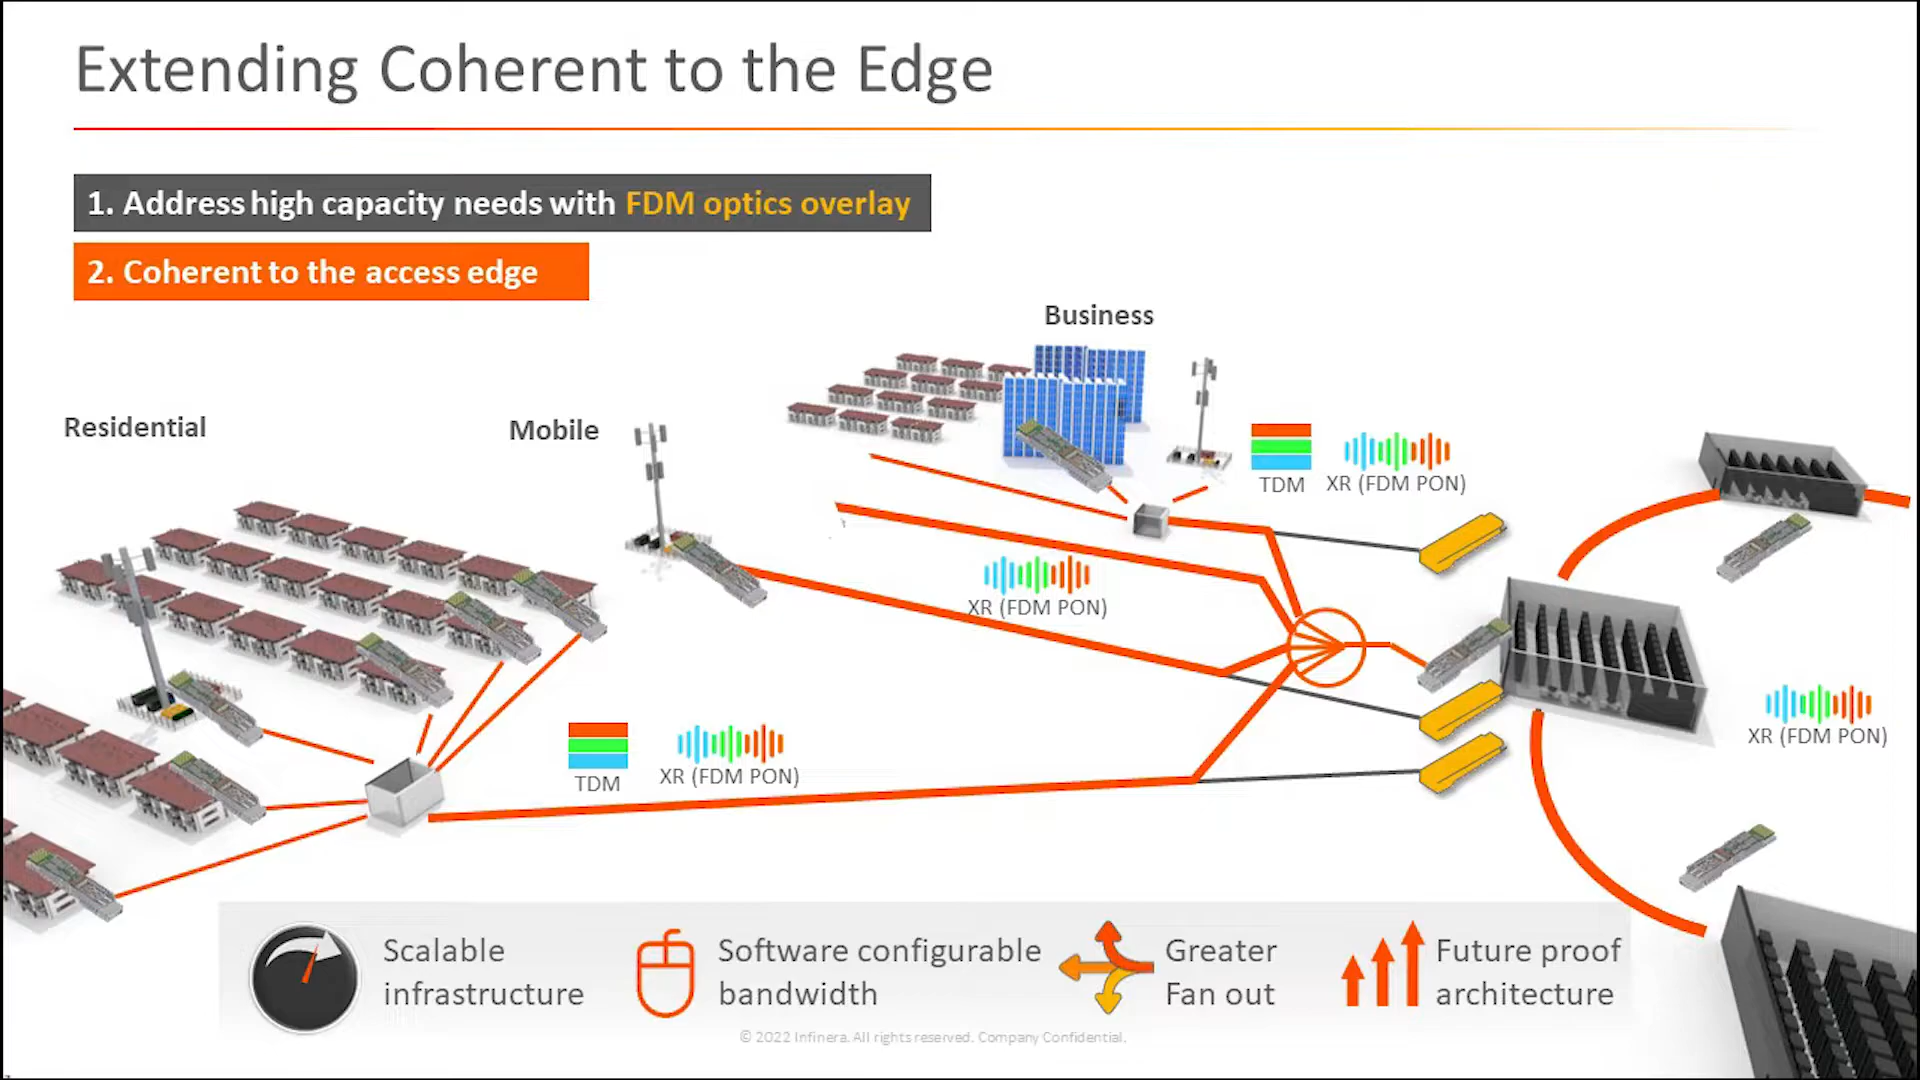 Extending Coherent to the Edge
1. Address high capacity needs with FDM optics overlay
2. Coherent to the access edge
Business
Residential
Mobile
TDM
XR (FDM PON)
XR (FDM PON)
TDM
XR (FDM PON)
XR (FDM PON)
Scalable
infrastructure
Software configurable
bandwidth
Greater
Fan out
Future proof
architecture
© 2022 Infinera. All rights reserved. Company Confidential.